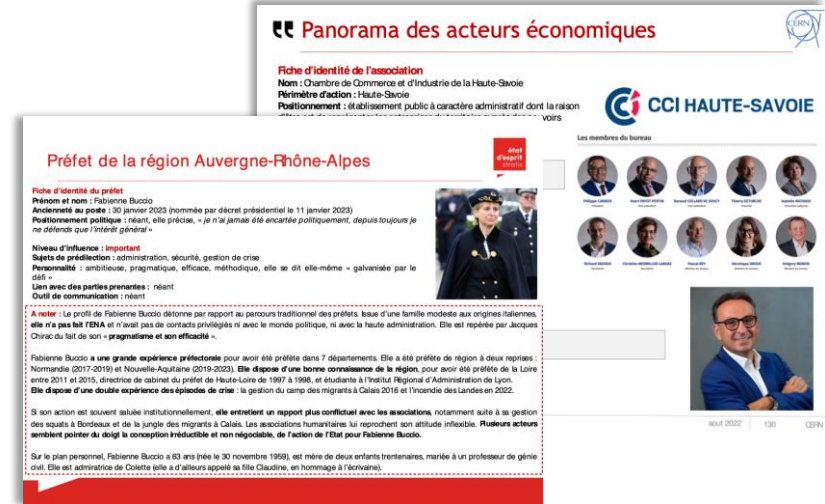 Panorama des acteurs économiques
CERN
Fiche d'identité de l'association
Nom : Chambre de Commerce et d'Industrie de la Haute-Savoie
Périmètre d'action : Haute-Savoie
Positionnement : établissement public à caractère administratif dont la raison
CCI HAUTE-SAVOIE
Les membres du bureau
aout 2022 130 CERN
Préfet de la région Auvergne-Rhône-Alpes
état
d'esprit
stratis
Fiche d'identité du préfet
Prénom et nom : Fabienne Buccio
Ancienneté au poste : 30 janvier 2023 (nommée par décret présidentiel le 11 janvier 2023)
Positionnement politique : néant, elle précise, « je n'ai jamais été encartée politiquement, depuis toujours je
ne défends que l'intérêt général »
Niveau d'influence : important
Sujets de prédilection : administration, sécurité, gestion de crise
Personnalité : ambitieuse, pragmatique, efficace, méthodique, elle se dit elle-même « galvanisée par le
défi »
Lien avec des parties prenantes : néant
Outil de communication : néant
A noter : Le profil de Fabienne Buccio détonne par rapport au parcours traditionnel des préfets. Issue d'une famille modeste aux origines italiennes,
elle n'a pas fait l'ENA et n'avait pas de contacts privilégiés ni avec le monde politique, ni avec la haute administration. Elle est repérée par Jacques
Chirac du fait de son « pragmatisme et son efficacité ».
Fabienne Buccio a une grande expérience préfectorale pour avoir été préfète dans 7 départements. Elle a été préfète de région à deux reprises :
Normandie (2017-2019) et Nouvelle-Aquitaine (2019-2023). Elle dispose d'une bonne connaissance de la région, pour avoir été préfète de la Loire
entre 2011 et 2015, directrice de cabinet du préfet de Haute-Loire de 1997 à 1998, et étudiante à l'Institut Régional d'Administration de Lyon.
Elle dispose d'une double expérience des épisodes de crise : la gestion du camp des migrants à Calais 2016 et l'incendie des Landes en 2022.
Si son action est souvent saluée institutionnellement, elle entretient un rapport plus conflictuel avec les associations, notamment suite à sa gestion
des squats à Bordeaux et de la jungle des migrants à Calais. Les associations humanitaires lui reprochent son attitude inflexible. Plusieurs acteurs
semblent pointer du doigt la conception irréductible et non négociable, de l'action de l'Etat pour Fabienne Buccio.
Sur le plan personnel, Fabienne Buccio a 63 ans (née le 30 novembre 1959), est mère de deux enfants trentenaires, mariée à un professeur de génie
civil. Elle est admiratrice de Colette (elle a d'ailleurs appelé sa fille Claudine, en hommage à l'écrivaine).